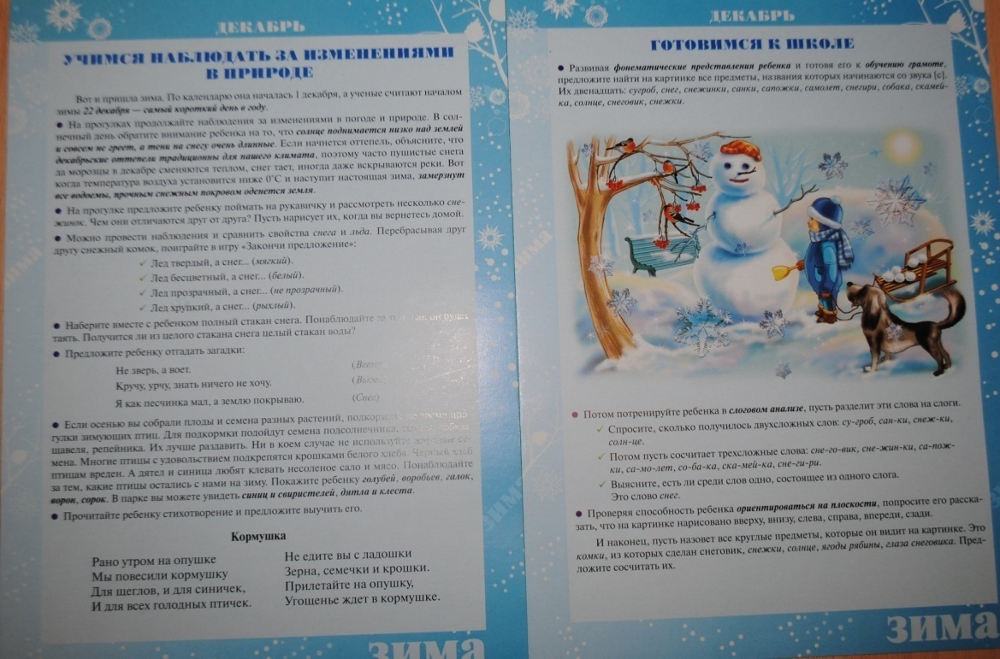 ДЕКАБРЬ
УЧИМСЯ НАБЛЮДАТЬ ЗА ИЗМЕНЕНИЯМИ
В ПРИРОДЕ
Вот и пришла зима. По календарю она началась 1 декабря, а ученые считают началом
зимы 22 декабря — самый короткий день в году.
● На прогулках продолжайте наблюдения за изменениями в погоде и природе. В сол-
нечный день обратите внимание ребенка на то, что солнце поднимается низко над землей
и совсем не греет, а тени на снегу очень длинные. Если начнется оттепель, объясните, что
декабрьские оттепели традиционны для нашего климата, поэтому часто пушистые снега
да морозцы в декабре сменяются теплом, снег тает, иногда даже вскрываются реки. Вот
когда температура воздуха установится ниже 0°С и наступит настоящая зима, замерзнут
все водоемы, прочным снежным покровом оденется земля.
● На прогулке предложите ребенку поймать на рукавичку и рассмотреть несколько сне-
жинок. Чем они отличаются друг от друга? Пусть нарисует их, когда вы вернетесь домой.
● Можно провести наблюдения и сравнить свойства снега и льда. Перебрасывая друг
другу снежный комок, поиграйте в игру «Закончи предложение»:
✓ Лед твердый, а снег... (мягкий).
✓ Лед бесцветный, а снег... (белый).
✓ Лед прозрачный, а снег... (не прозрачный).
✓ Лед хрупкий, а снег... (рыхлый).
● Наберите вместе с ребенком полный стакан снега. Понаблюдайте за как он будет
таять. Получится ли из целого стакана снега целый стакан воды?
● Предложите ребенку отгадать загадки:
Не зверь, а воет.
Кручу, урчу, знать ничего не хочу.
Я как песчинка мал, а землю покрываю. (Снег)
● Если осенью вы собрали плоды и семена разных растений, во время про-
гулки зимующих птиц. Для подкормки подойдут семена подсолнечника,
щавеля, репейника. Их лучше раздавить. Ни в коем случае не используйте се-
мена. Многие птицы с удовольствием подкрепятся крошками белого хлеба. Черный хлеб
птицам вреден. А дятел и синица любят клевать несоленое сало и мясо. Понаблюдайте
за тем, какие птицы остались с нами на зиму. Покажите ребенку голубей, воробьев, галок,
ворон, сорок. В парке вы можете увидеть синиц и свиристелей, дятла и клеста.
● Прочитайте ребенку стихотворение и предложите выучить его.
Кормушка
Рано утром на опушке
Мы повесили кормушку
Для щеглов, и для синичек,
И для всех голодных птичек.
Не едите вы с ладошки
Зерна, семечки и крошки.
Прилетайте на опушку,
Угощенье ждет в кормушке.
зима
ДЕКАБРЬ
ГОТОВИМСЯ К ШКОЛЕ
● Развивая фонематические представления ребенка и готовя его к обучению грамоте,
предложите найти на картинке все предметы, названия которых начинаются со звука [с].
Их двенадцать: сугроб, снег, снежинки, санки, сапожки, самолет, снегири, собака, скамей-
ка, солнце, снеговик, снежки.
● Потом потренируйте ребенка в слоговом анализе, пусть разделит эти слова на слоги.
✓ Спросите, сколько получилось двухсложных слов: су-гроб, сан-ки, снеж-ки,
солн-це.
✓ Потом пусть сосчитает трехсложные слова: сне-го-вик, сне-жин-ки, са-пож-
ки, са-мо-лет, со-ба-ка, ска-мей-ка, сне-ги-ри.
✓ Выясните, есть ли среди слов одно, состоящее из одного слога.
Это слово снег.
● Проверяя способность ребенка ориентироваться на плоскости, попросите его расска-
зать, что на картинке нарисовано вверху, внизу, слева, справа, впереди, сзади.
И наконец, пусть назовет все круглые предметы, которые он видит на картинке. Это
комки, из которых сделан снеговик, снежки, солнце, ягоды рябины, глаза снеговика. Пред-
ложите сосчитать их.
зима